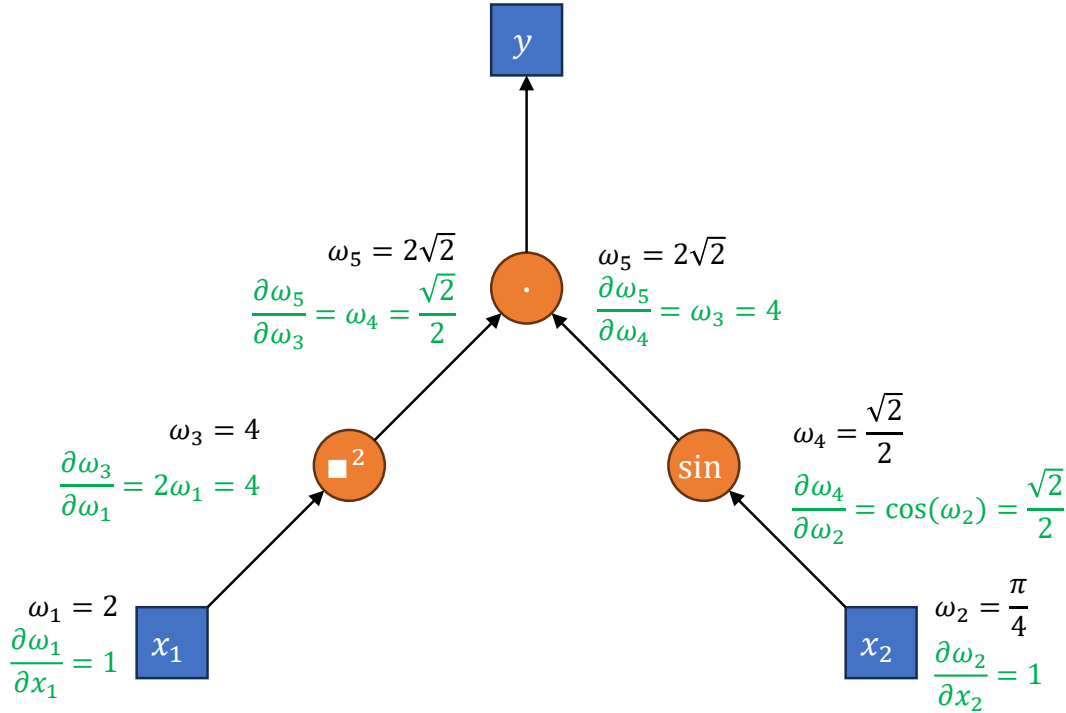 y
ω₅ = 2√2
∂ω₅/∂ω₃ = ω₄ = √2/2
·
ω₅ = 2√2
∂ω₅/∂ω₄ = ω₃ = 4
ω₃ = 4
∂ω₃/∂ω₁ = 2ω₁ = 4
■²
sin
ω₄ = √2/2
∂ω₄/∂ω₂ = cos(ω₂) = √2/2
ω₁ = 2
∂ω₁/∂x₁ = 1
x₁
x₂
ω₂ = π/4
∂ω₂/∂x₂ = 1